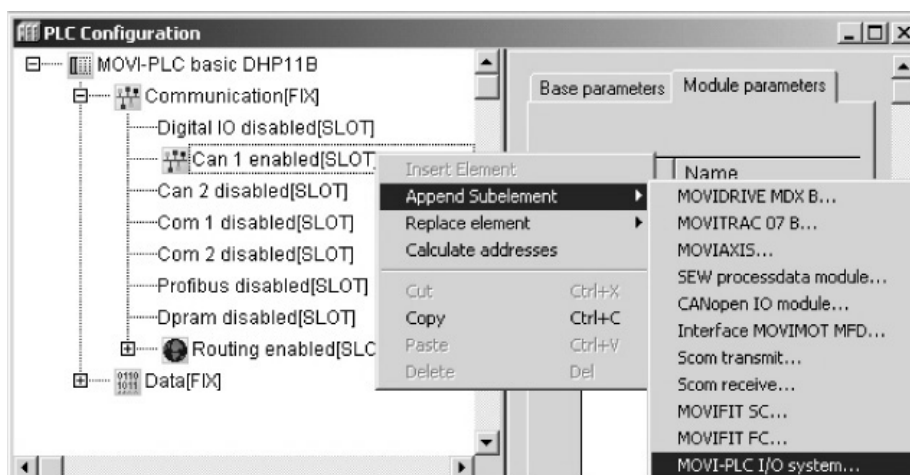 PLC Configuration
MOVI-PLC basic DHP11B
Communication[FIX]
Digital IO disabled[SLOT]
Can 1 enabled[SLOT]
Can 2 disabled[SLOT]
Com 1 disabled[SLOT]
Com 2 disabled[SLOT]
Profibus disabled[SLOT]
Dpram disabled[SLOT]
Routing enabled[SLO
0110
1011
Data[FIX]
Base parameters
Module parameters
Name
Insert Element
Append Subelement
Replace element
Calculate addresses
Cut Ctrl+X
Copy Ctrl+C
Paste Ctrl+V
Delete Del
MOVIDRIVE MDX B...
MOVITRAC 07 B...
MOVIAXIS...
SEW processdata module...
CANopen IO module...
Interface MOVIMOT MFD...
Scom transmit...
Scom receive...
MOVIFIT SC...
MOVIFIT FC...
MOVI-PLC I/O system...